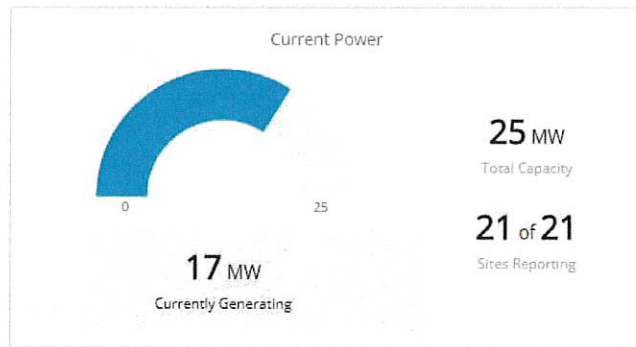 Current Power
0
25
17 MW
Currently Generating
25 MW
Total Capacity
21 of 21
Sites Reporting